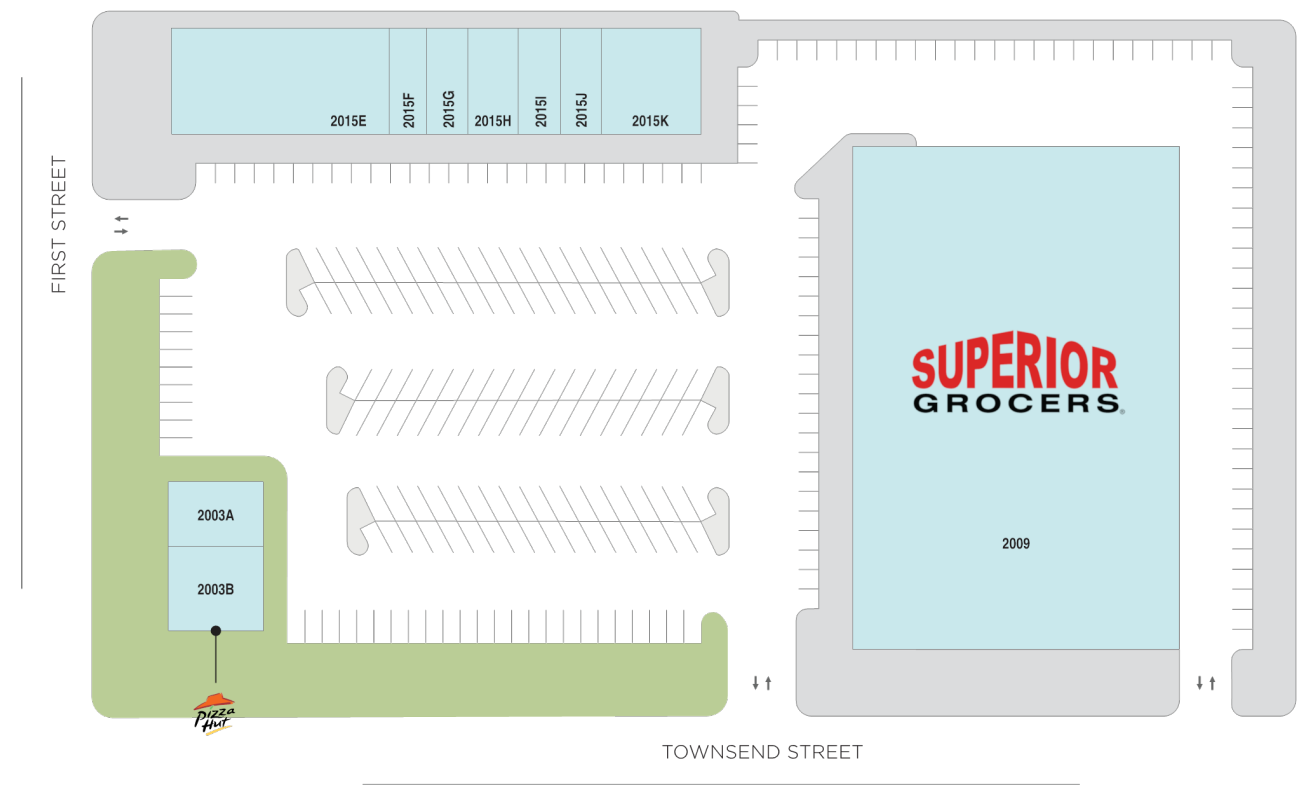 2015E
2015F
2015G
2015H
2015I
2015J
2015K
FIRST STREET
SUPERIOR
GROCERS®
2003A
2009
2003B
Pizza
Hut
TOWNSEND STREET